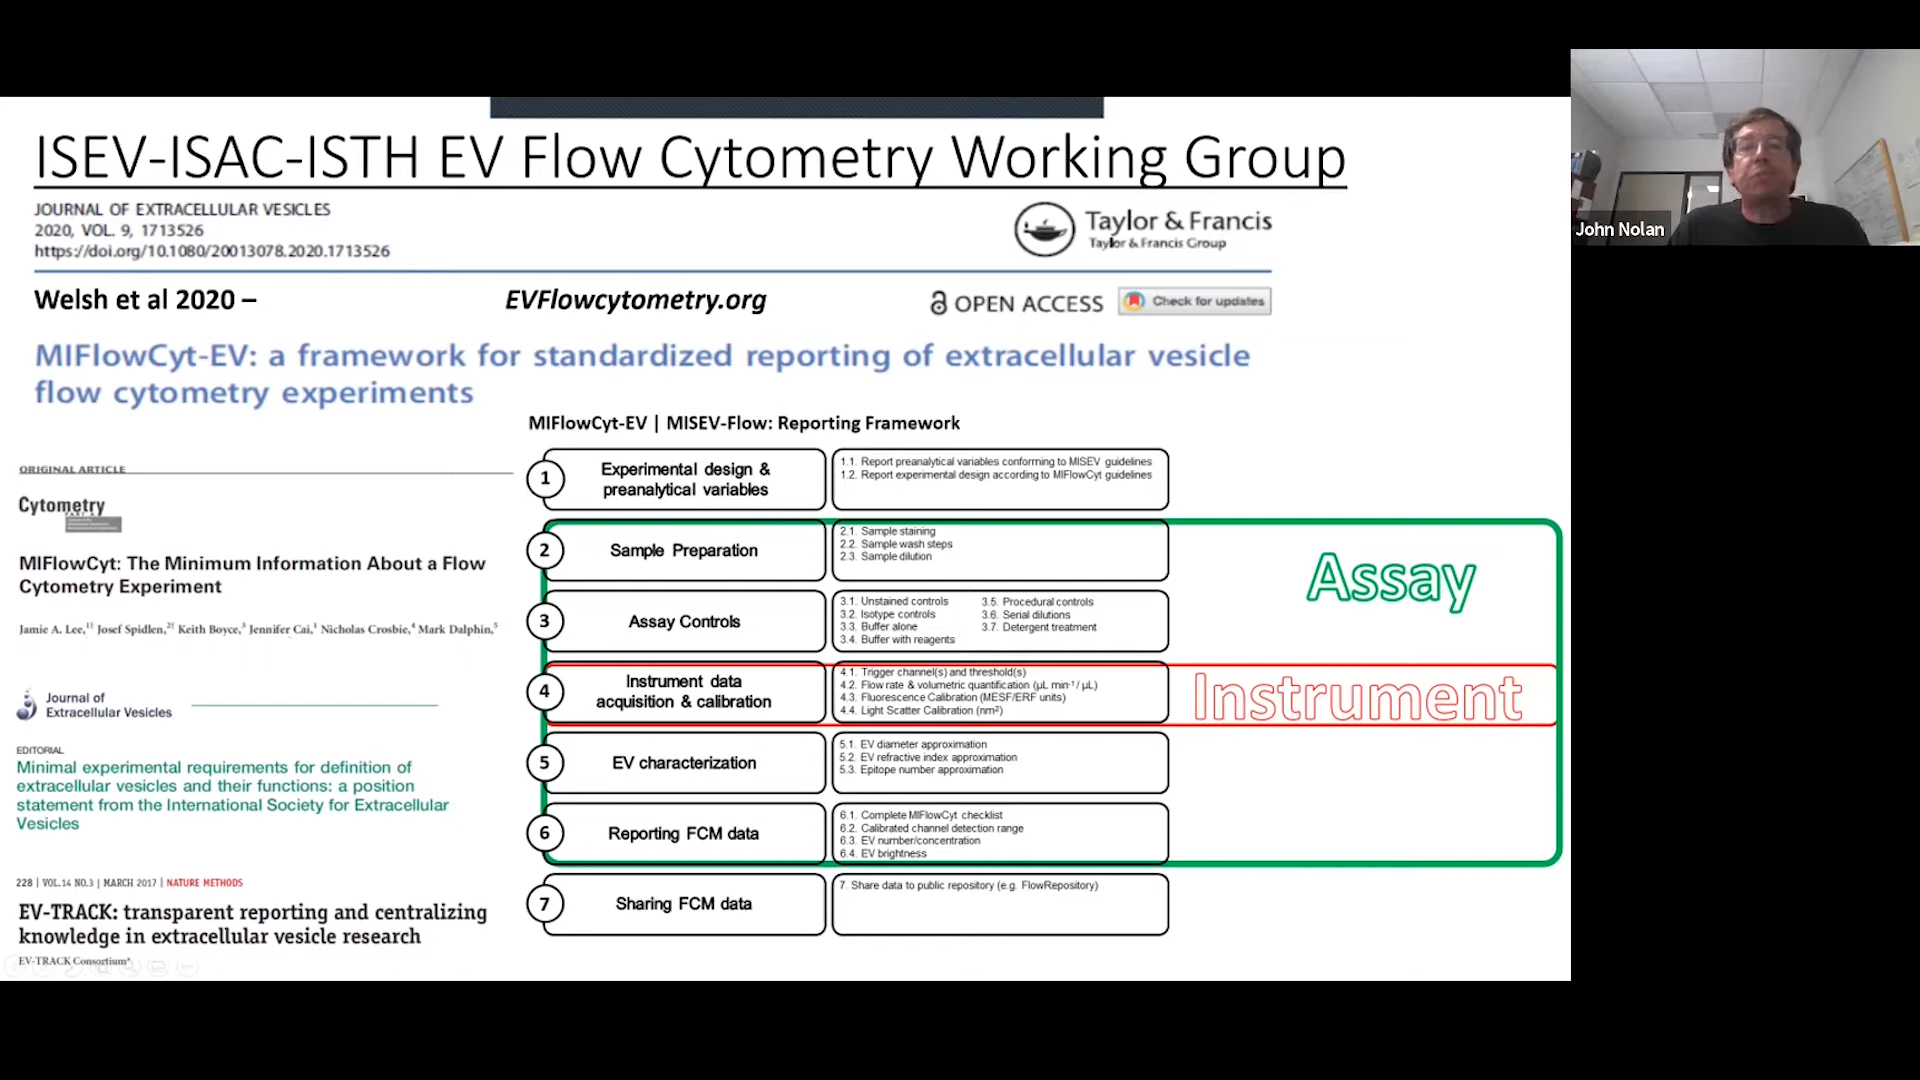 ISEV-ISAC-ISTH EV Flow Cytometry Working Group
JOURNAL OF EXTRACELLULAR VESICLES
2020, VOL. 9, 1713526
https://doi.org/10.1080/20013078.2020.1713526
Taylor & Francis
Taylor & Francis Group
Welsh et al 2020 –
EVFlowcytometry.org
OPEN ACCESS
Check for updates
MIFlowCyt-EV: a framework for standardized reporting of extracellular vesicle
flow cytometry experiments
ORIGINAL ARTICLE
Cytometry
PART A
MIFlowCyt: The Minimum Information About a Flow
Cytometry Experiment
Jamie A. Lee,1† Josef Spidlen,2† Keith Boyce,3 Jennifer Cai,1 Nicholas Crosbie,4 Mark Dalphin,5
Journal of
Extracellular Vesicles
EDITORIAL
Minimal experimental requirements for definition of
extracellular vesicles and their functions: a position
statement from the International Society for Extracellular
Vesicles
228 | VOL.14 NO.3 | MARCH 2017 | NATURE METHODS
EV-TRACK: transparent reporting and centralizing
knowledge in extracellular vesicle research
EV-TRACK Consortium*
MIFlowCyt-EV | MISEV-Flow: Reporting Framework
1
Experimental design &
preanalytical variables
1.1. Report preanalytical variables conforming to MISEV guidelines
1.2. Report experimental design according to MIFlowCyt guidelines
2
Sample Preparation
2.1. Sample staining
2.2. Sample wash steps
2.3. Sample dilution
3
Assay Controls
3.1. Unstained controls
3.2. Isotype controls
3.3. Buffer alone
3.4. Buffer with reagents
3.5. Procedural controls
3.6. Serial dilutions
3.7. Detergent treatment
4
Instrument data
acquisition & calibration
4.1. Trigger channel(s) and threshold(s)
4.2. Flow rate & volumetric quantification (µL min-1 / µL)
4.3. Fluorescence Calibration (MESF/ERF units)
4.4. Light Scatter Calibration (nm²)
5
EV characterization
5.1. EV diameter approximation
5.2. EV refractive index approximation
5.3. Epitope number approximation
6
Reporting FCM data
6.1. Complete MIFlowCyt checklist
6.2. Calibrated channel detection range
6.3. EV number/concentration
6.4. EV brightness
7
Sharing FCM data
7. Share data to public repository (e.g. FlowRepository)
Assay
Instrument
John Nolan